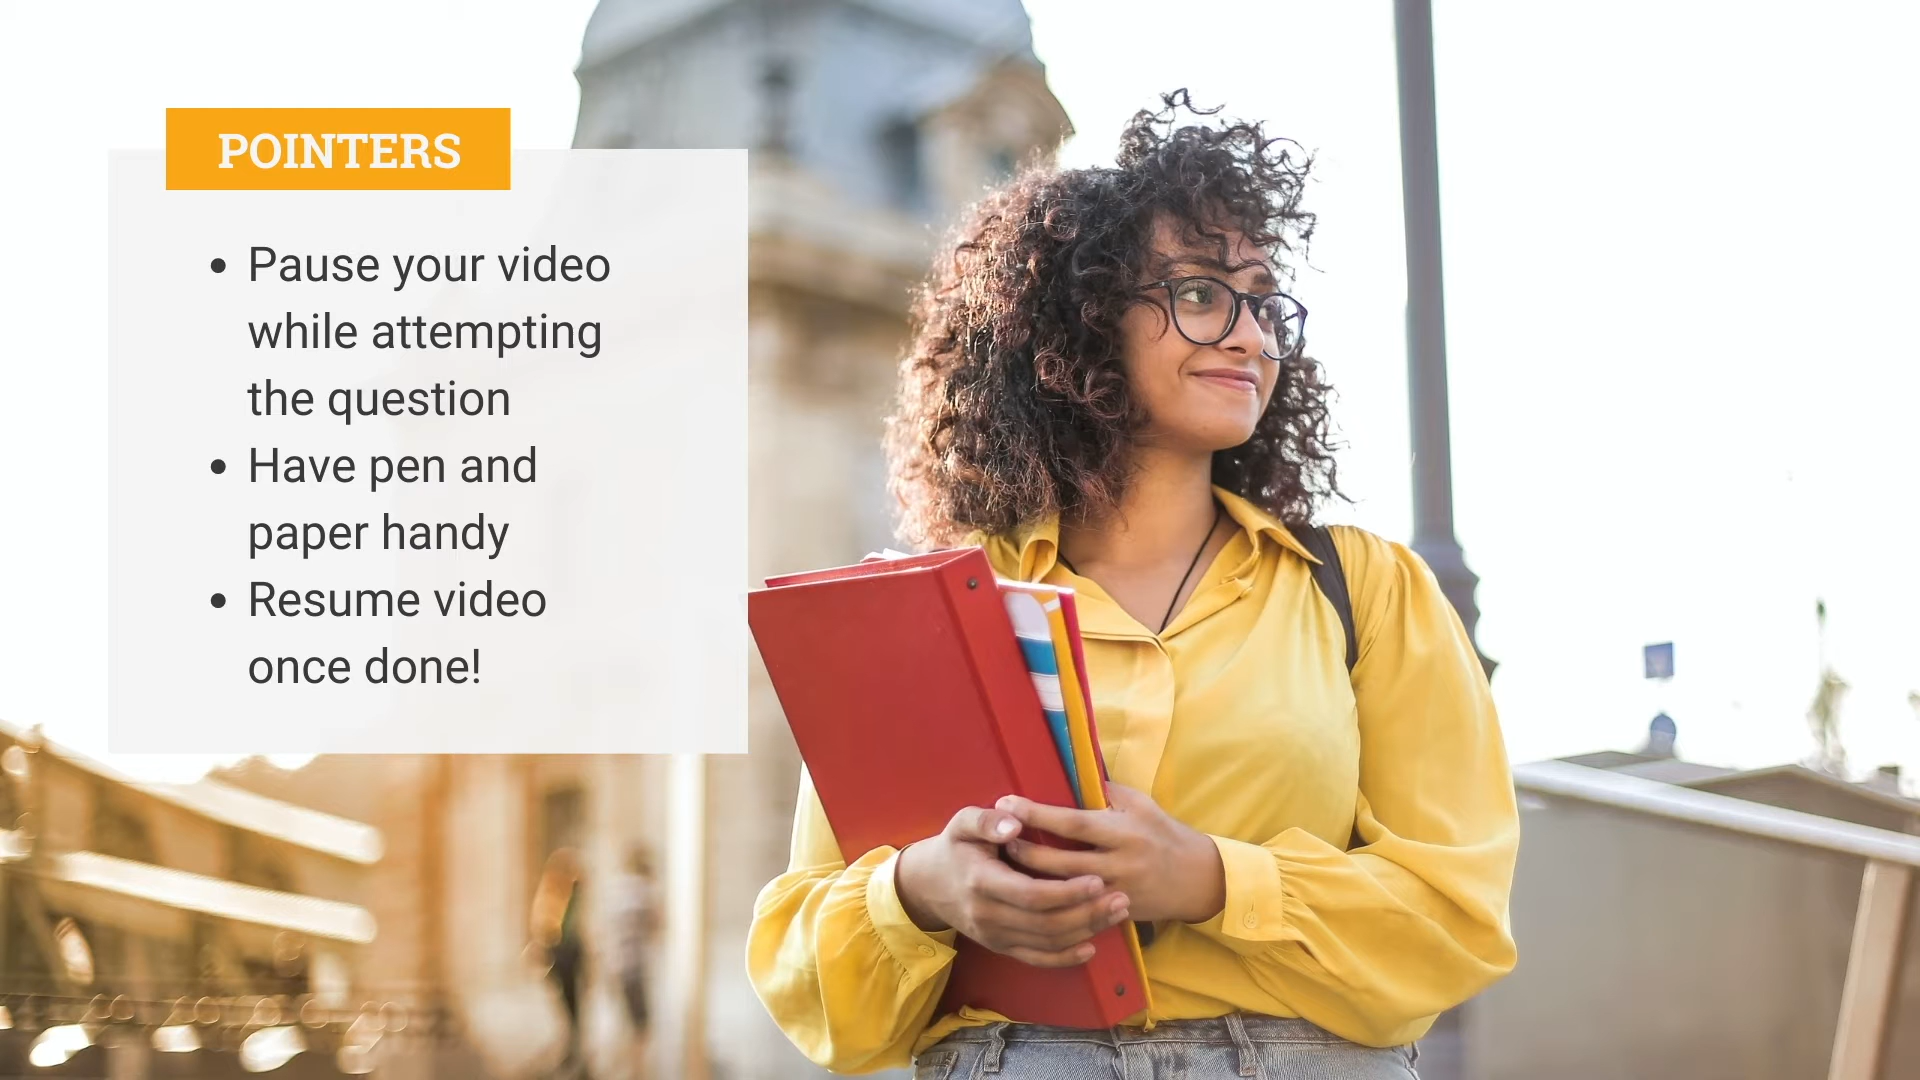 POINTERS
• Pause your video
while attempting
the question
• Have pen and
paper handy
• Resume video
once done!